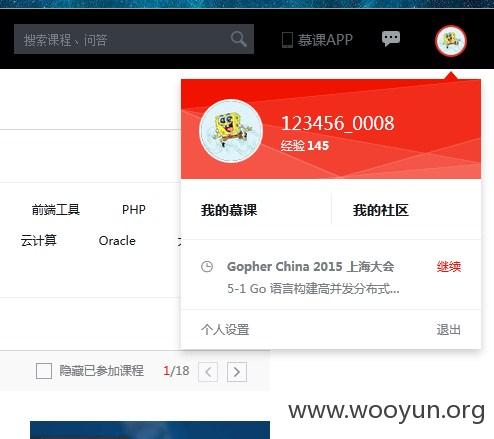 搜索课程、问答
慕课APP
123456_0008
经验 145
我的慕课
我的社区
前端工具
PHP
云计算
Oracle
Gopher China 2015 上海大会
继续
5-1 Go 语言构建高并发分布式...
个人设置
退出
隐藏已参加课程
1/18
www.wooyun.org